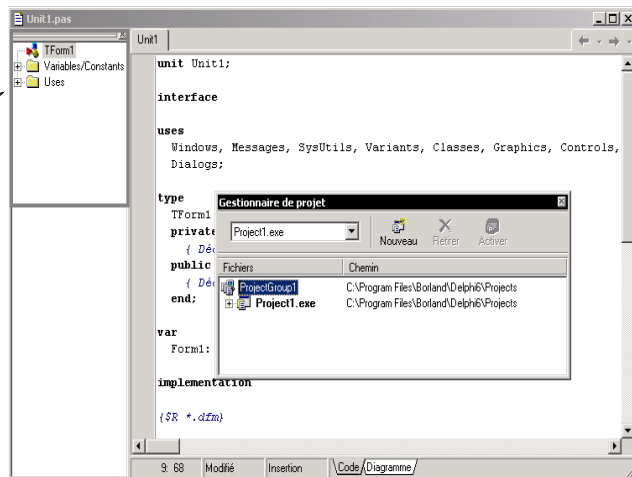 Unit1.pas
TForm1
Variables/Constants
Uses
Unit1
unit Unit1;
interface
uses
Windows, Messages, SysUtils, Variants, Classes, Graphics, Controls,
Dialogs;
type
TForm1
private
{ Déc
public
{ Déc
end;
var
Form1:
implementation
{$R *.dfm}
Gestionnaire de projet
Project1.exe
Nouveau Retirer Activer
Fichiers Chemin
ProjectGroup1 C:\Program Files\Borland\Delphi6\Projects
Project1.exe C:\Program Files\Borland\Delphi6\Projects
9: 68 Modifié Insertion Code Diagramme